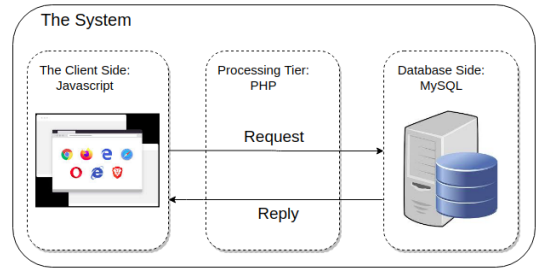 The System
The Client Side:
Javascript
Processing Tier:
PHP
Database Side:
MySQL
Request
Reply